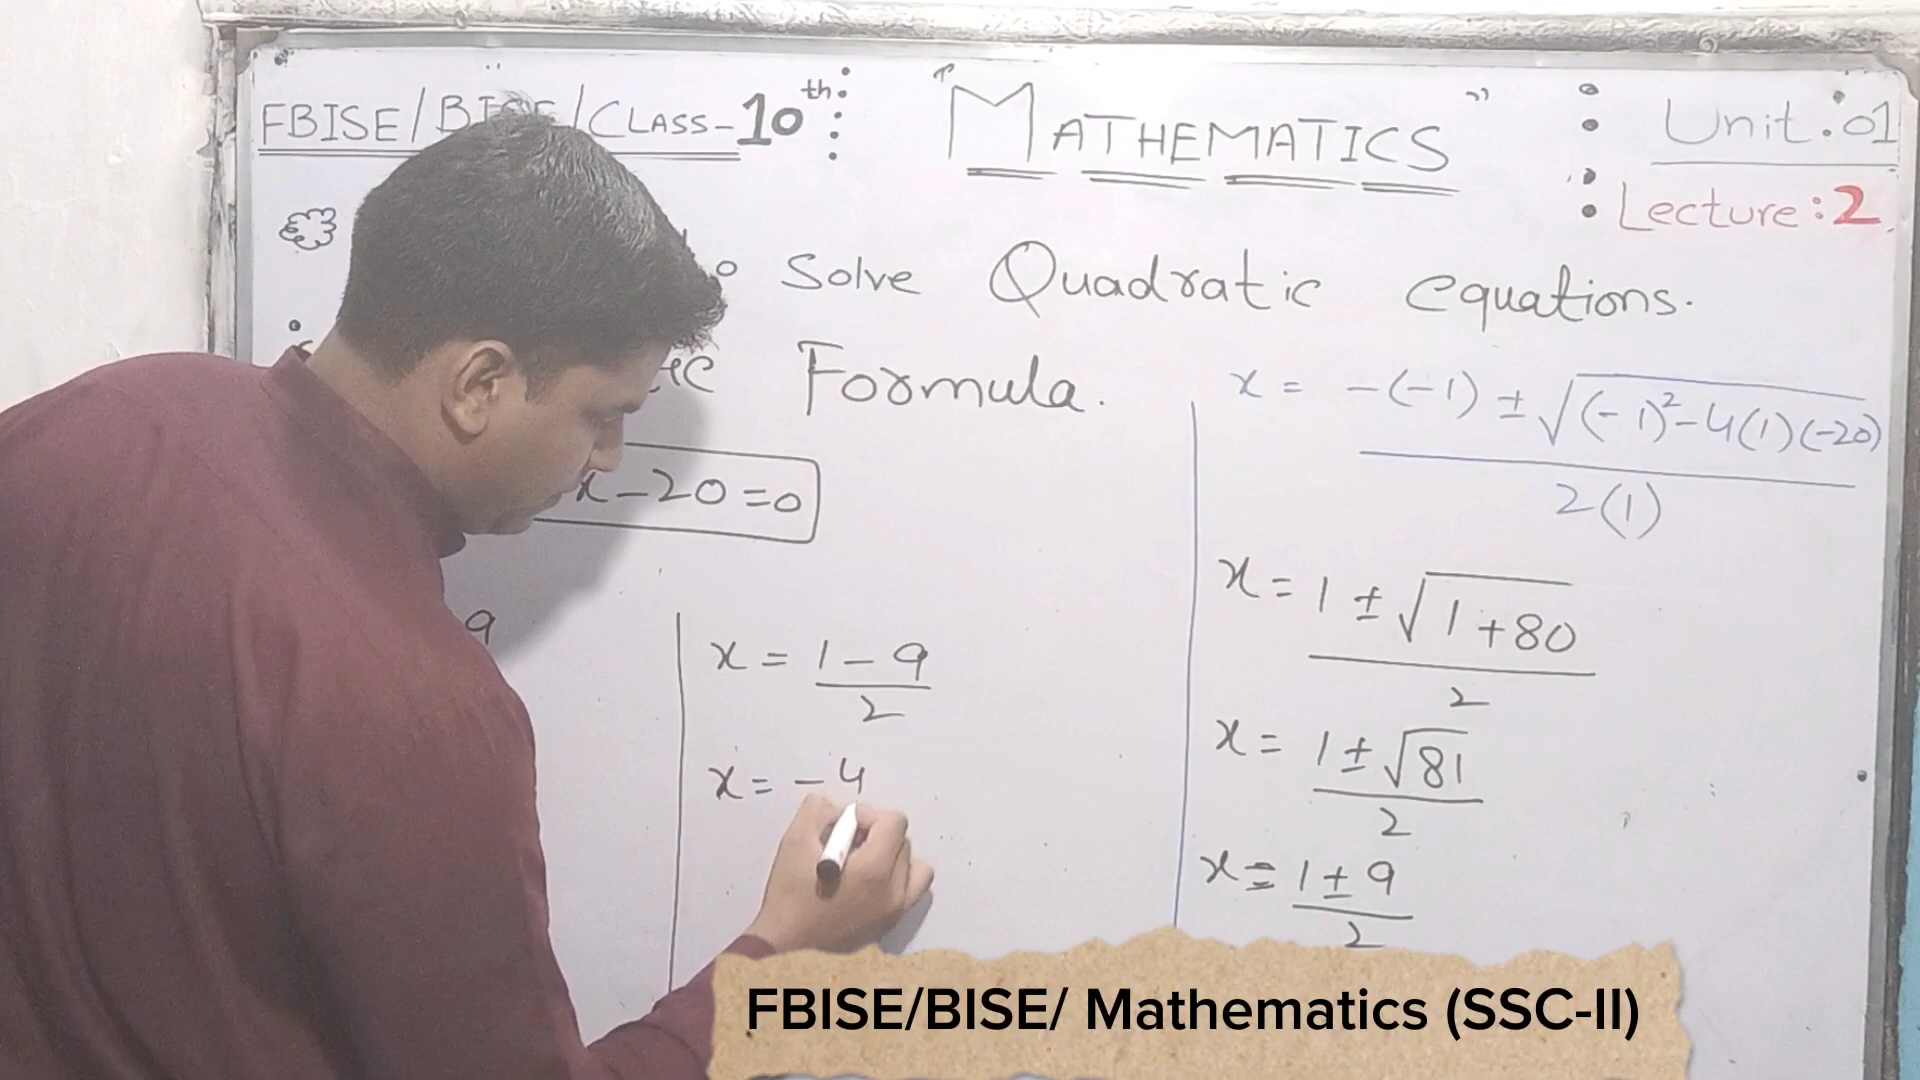 FBISE/BISE/CLASS-10th
"MATHEMATICS"
Unit: 01
Lecture: 2
Solve Quadratic equations.
Formula.
x-20=0
9
x = 1-9/2
x = -4
x = -(-1) ± √(-1)²-4(1)(-20)
2(1)
x = 1 ± √1+80
2
x = 1 ± √81
2
x = 1 ± 9
2
FBISE/BISE/ Mathematics (SSC-II)